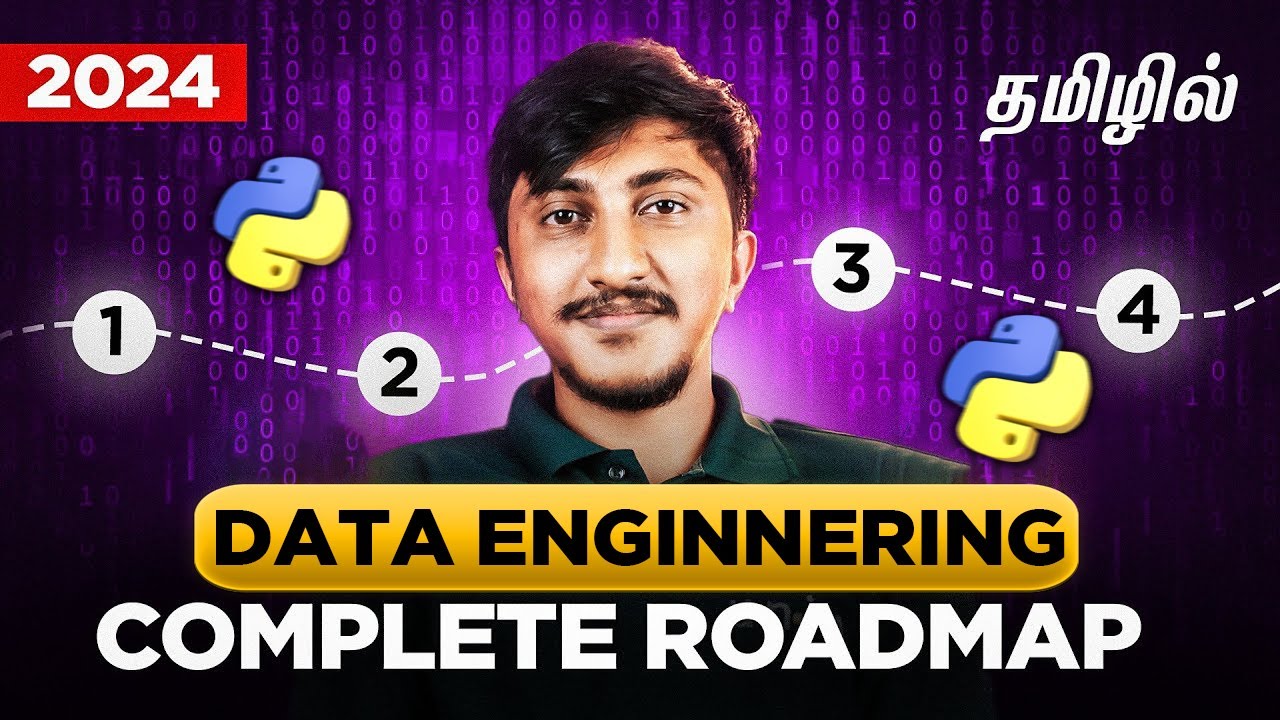 2024
தமிழில்
1
2
3
4
DATA ENGINNERING
COMPLETE ROADMAP